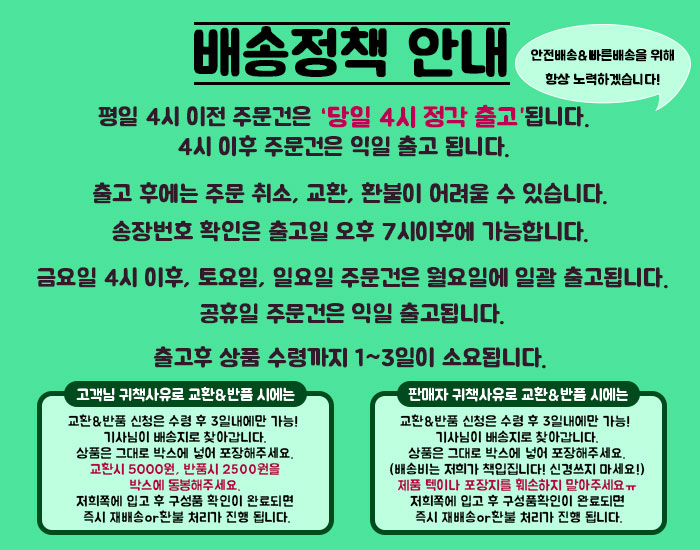 배송정책 안내
안전배송&빠른배송을 위해
항상 노력하겠습니다!
평일 4시 이전 주문건은 '당일 4시 정각 출고'됩니다.
4시 이후 주문건은 익일 출고 됩니다.
출고 후에는 주문 취소, 교환, 환불이 어려울 수 있습니다.
송장번호 확인은 출고일 오후 7시이후에 가능합니다.
금요일 4시 이후, 토요일, 일요일 주문건은 월요일에 일괄 출고됩니다.
공휴일 주문건은 익일 출고됩니다.
출고후 상품 수령까지 1~3일이 소요됩니다.
고객님 귀책사유로 교환&반품 시에는
교환&반품 신청은 수령 후 3일내에만 가능!
기사님이 배송지로 찾아갑니다.
상품은 그대로 박스에 넣어 포장해주세요.
교환시 5000원, 반품시 2500원을
박스에 동봉해주세요.
저희쪽에 입고 후 구성품 확인이 완료되면
즉시 재배송or환불 처리가 진행 됩니다.
판매자 귀책사유로 교환&반품 시에는
교환&반품 신청은 수령 후 3일내에만 가능!
기사님이 배송지로 찾아갑니다.
상품은 그대로 박스에 넣어 포장해주세요.
(배송비는 저희가 책입집니다! 신경쓰지 마세요!)
제품 텍이나 포장지를 훼손하지 말아주세요ㅠ
저희쪽에 입고 후 구성품확인이 완료되면
즉시 재배송or환불 처리가 진행 됩니다.